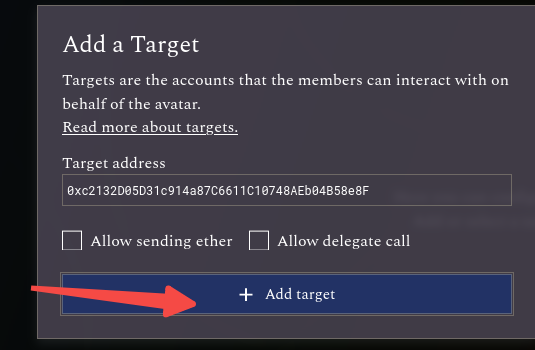 Add a Target
Targets are the accounts that the members can interact with on
behalf of the avatar.
Read more about targets.
Target address
0xc2132D05D31c914a87C6611C10748AEb04B58e8F
Allow sending ether
Allow delegate call
+ Add target